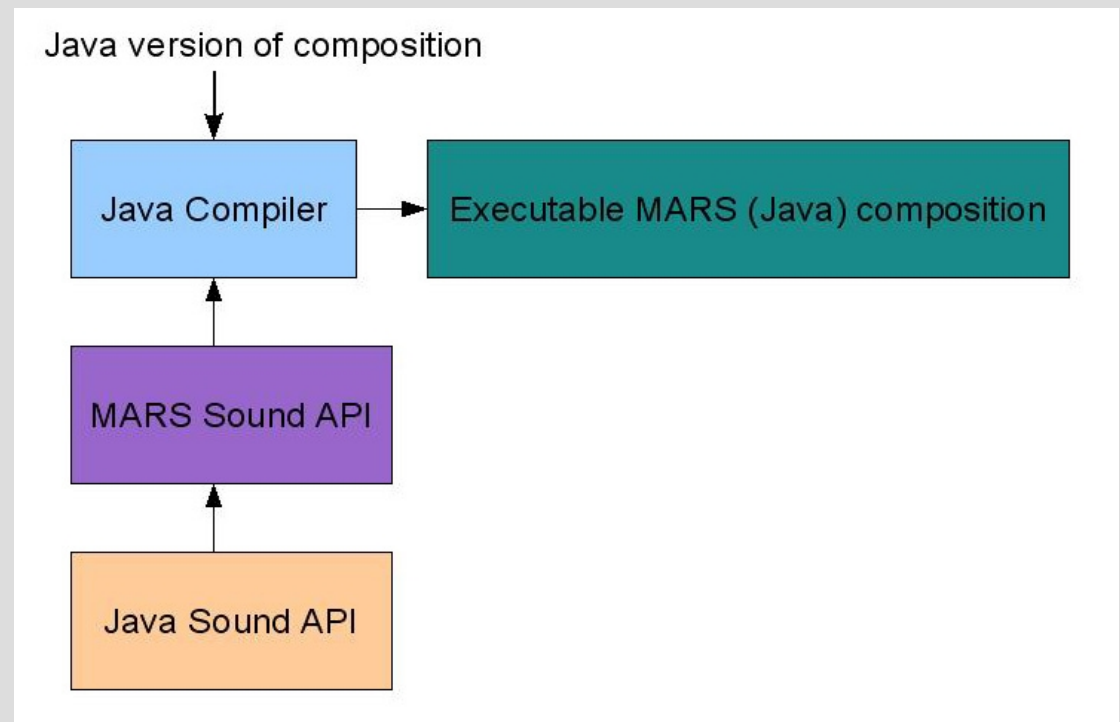 Java version of composition
Java Compiler
Executable MARS (Java) composition
MARS Sound API
Java Sound API